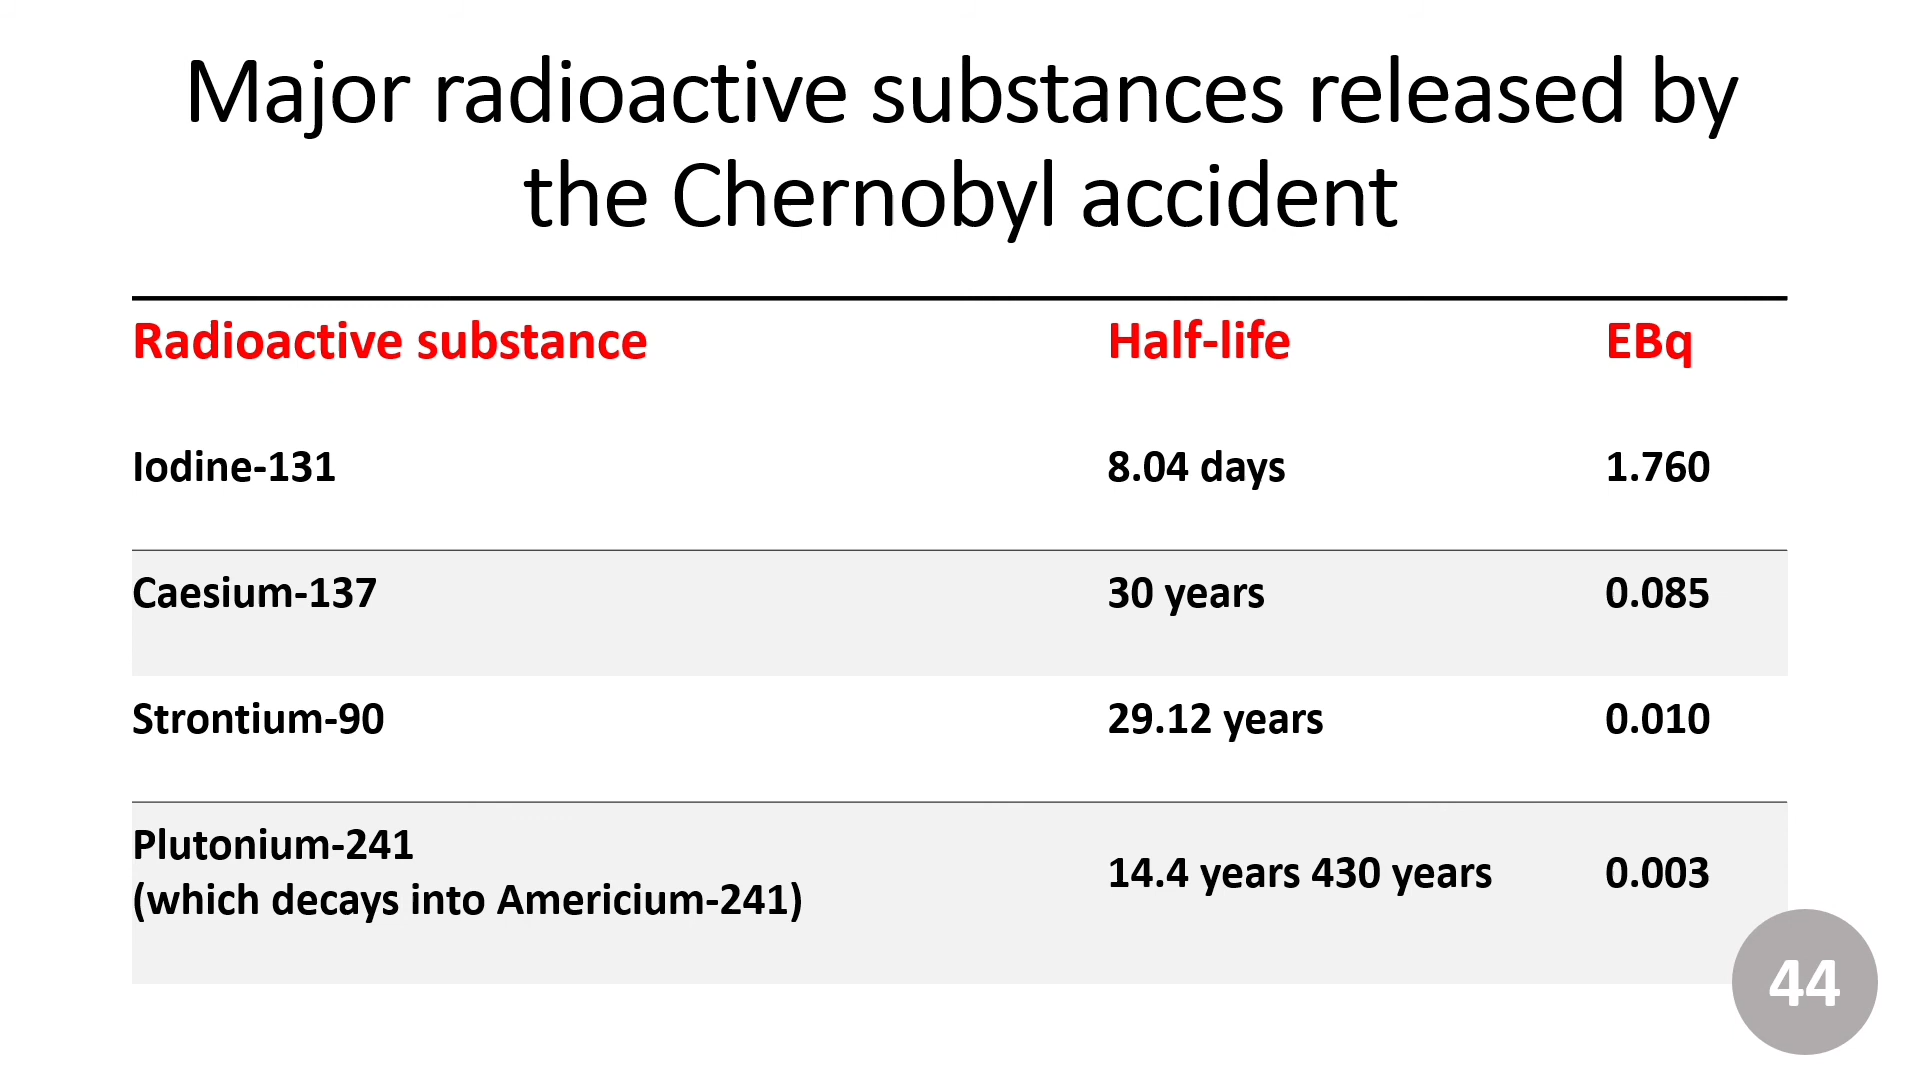 Major radioactive substances released by
the Chernobyl accident
Radioactive substance Half-life EBq
Iodine-131 8.04 days 1.760
Caesium-137 30 years 0.085
Strontium-90 29.12 years 0.010
Plutonium-241
(which decays into Americium-241) 14.4 years 430 years 0.003
44